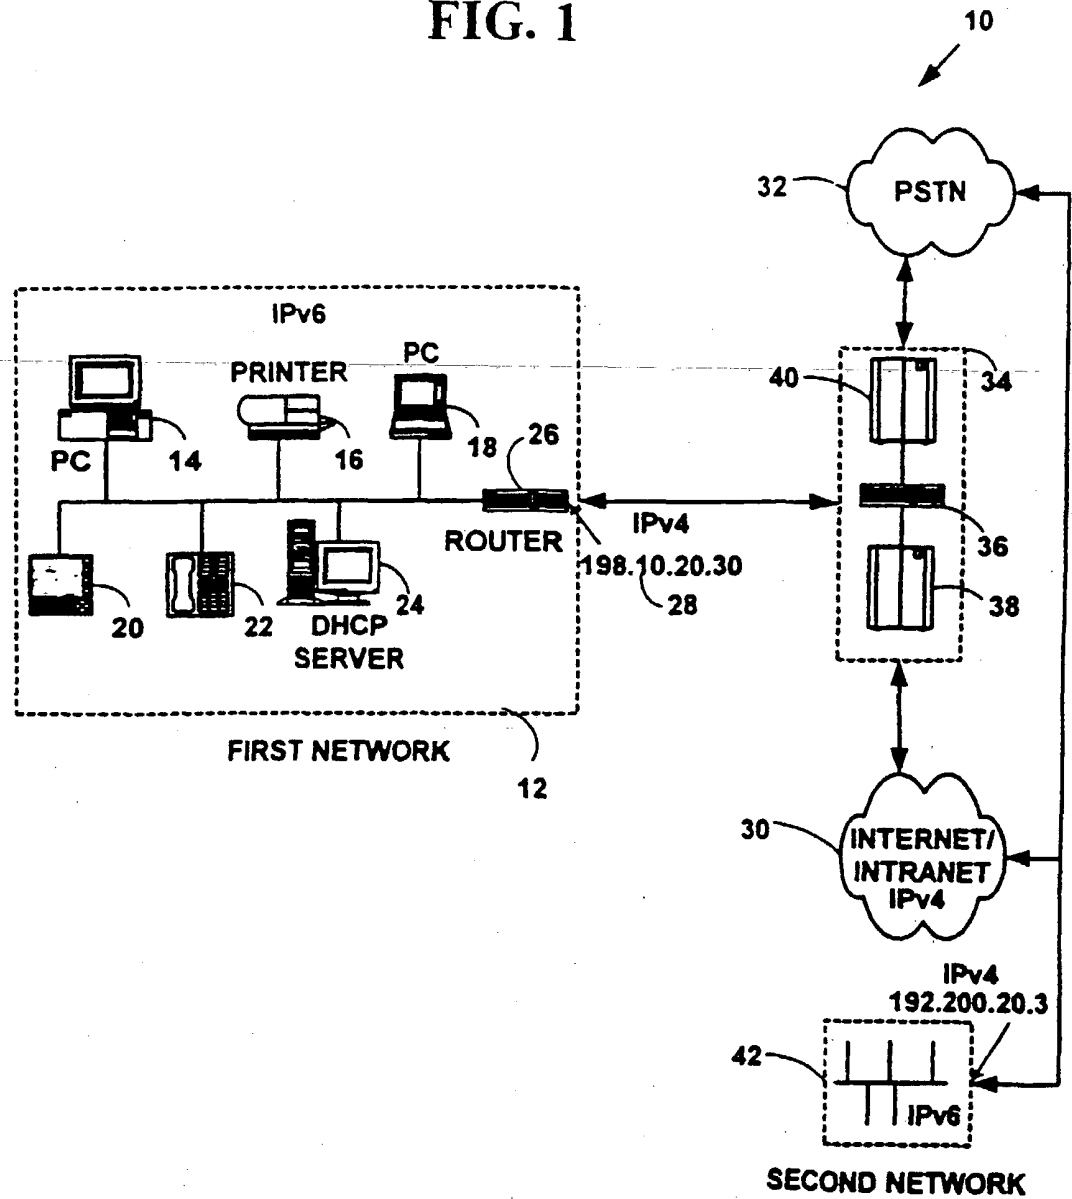 FIG. 1
10
32
PSTN
IPv6
PC
PRINTER
40
34
14
16
18
26
PC
ROUTER
IPv4
36
198.10.20.30
28
38
20
22
24
DHCP
SERVER
FIRST NETWORK
12
30
INTERNET/
INTRANET
IPv4
IPv4
192.200.20.3
42
IPv6
SECOND NETWORK